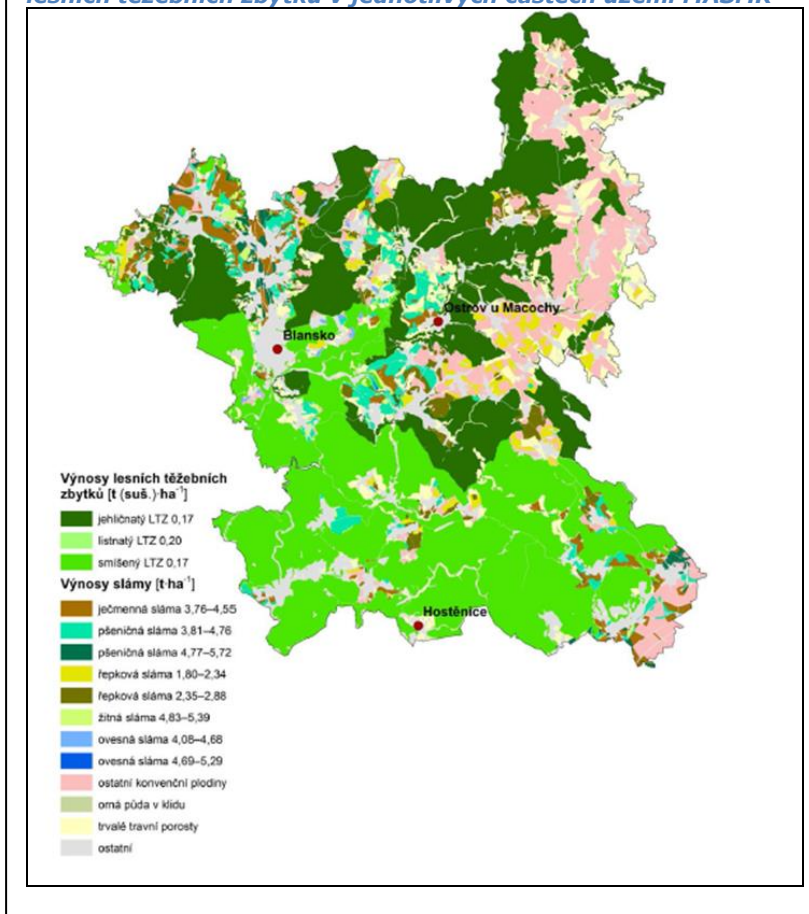 lesních těžebních zbytků v jednotlivých částech území MASMK
Ostrov u Macochy
Blansko
Výnosy lesních těžebních
zbytků [t (suš.)·ha⁻¹]
jehličnatý LTZ 0,17
listnatý LTZ 0,20
smíšený LTZ 0,17
Výnosy slámy [t·ha⁻¹]
ječmenná sláma 3,76–4,55
pšeničná sláma 3,81–4,76
pšeničná sláma 4,77–5,72
řepková sláma 1,80–2,34
řepková sláma 2,35–2,88
žitná sláma 4,83–5,39
ovesná sláma 4,08–4,68
ovesná sláma 4,69–5,29
ostatní konvenční plodiny
orná půda v klidu
trvalé travní porosty
ostatní
Hostěnice